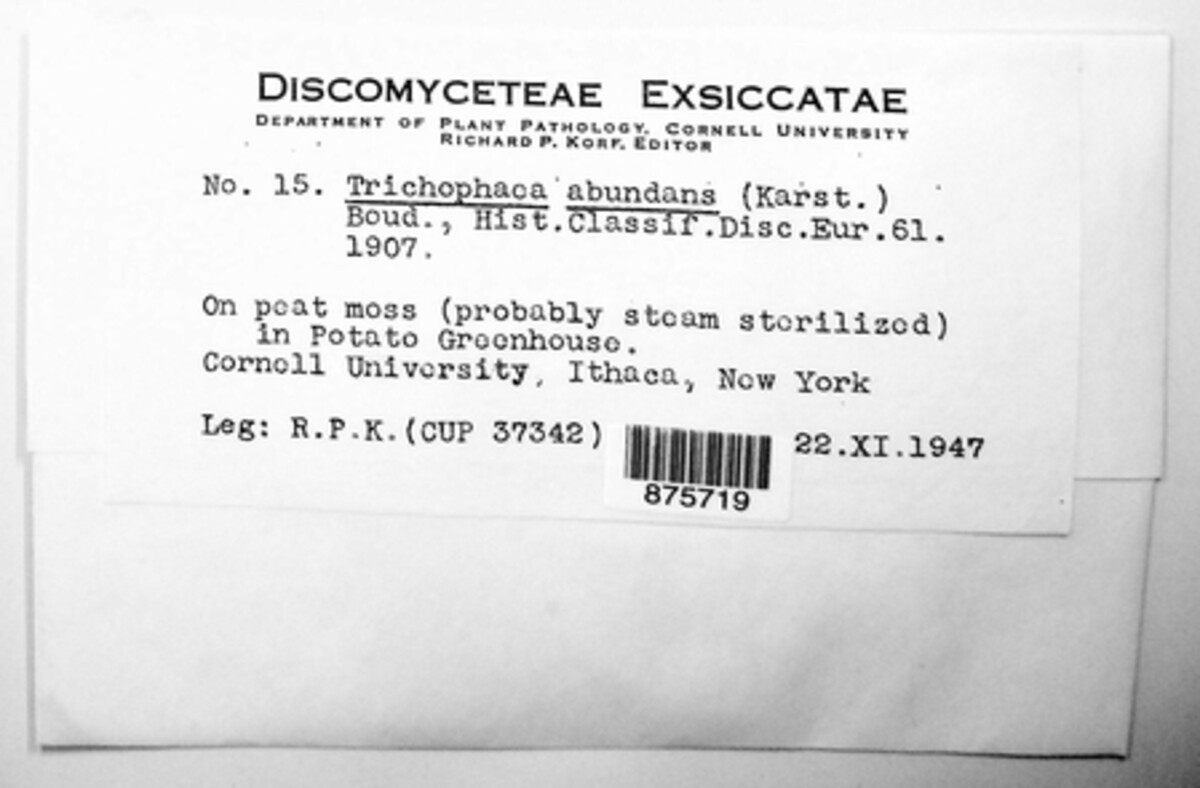 DISCOMYCETEAE EXSICCATAE
DEPARTMENT OF PLANT PATHOLOGY, CORNELL UNIVERSITY
RICHARD P. KORF, EDITOR
No. 15. Trichophaea abundans (Karst.)
Boud., Hist.Classif.Disc.Eur.61.
1907.
On peat moss (probably steam sterilized)
in Potato Greenhouse.
Cornell University, Ithaca, New York
Leg: R.P.K.(CUP 37342) 22.XI.1947
875719